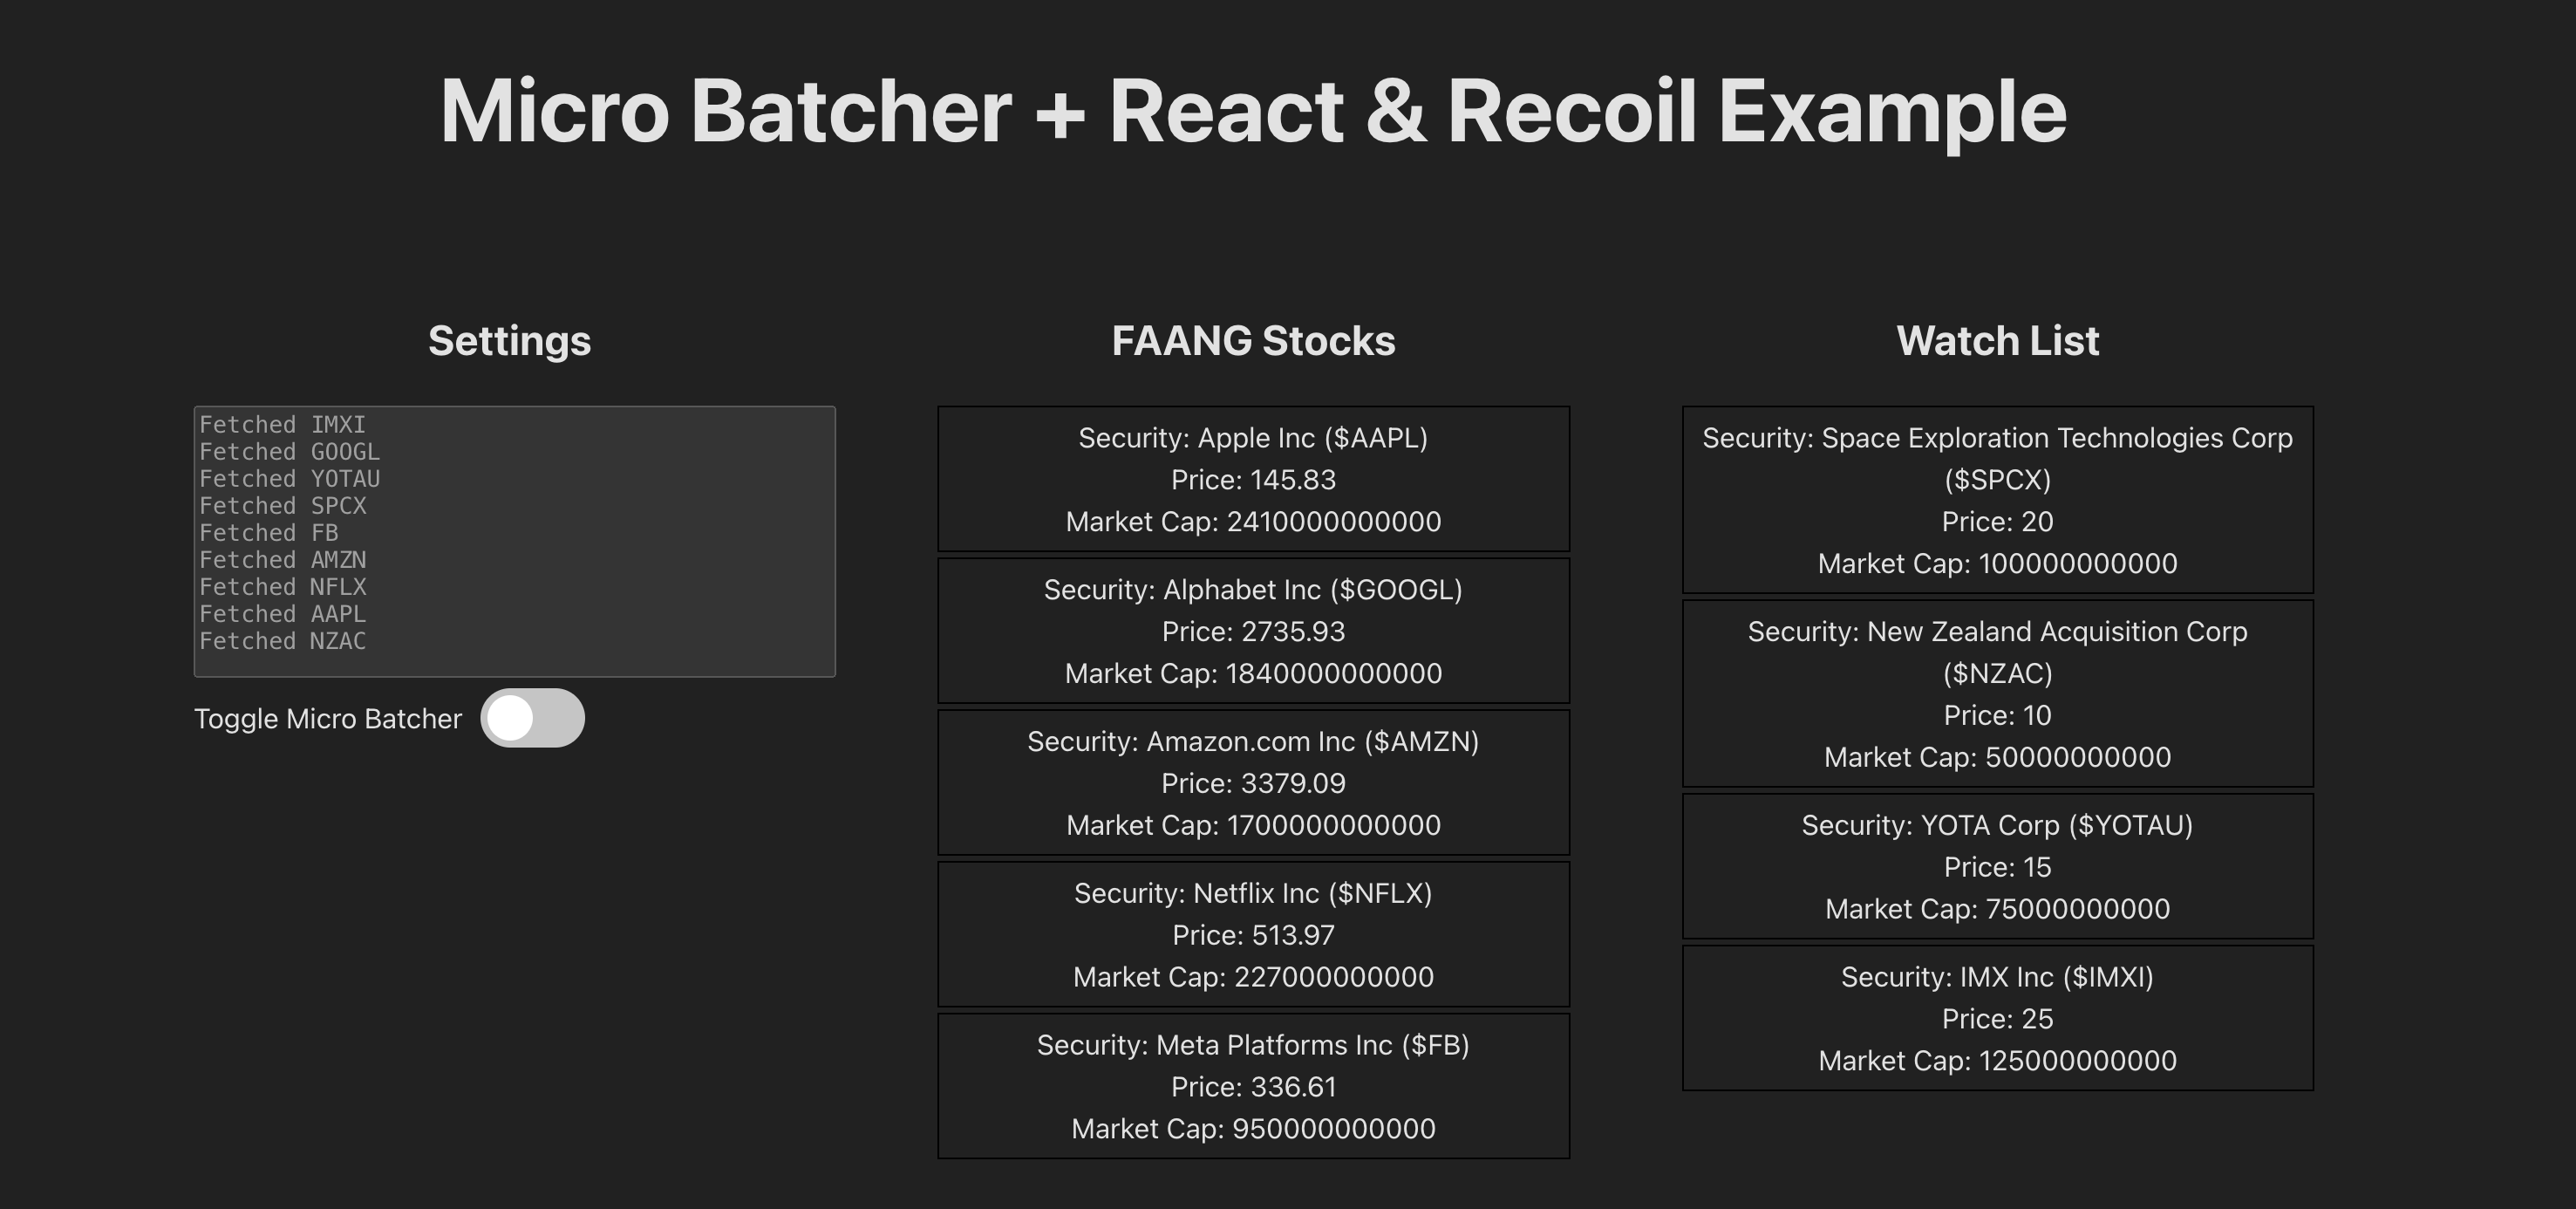 Micro Batcher + React & Recoil Example
Settings
Fetched IMXI
Fetched GOOGL
Fetched YOTAU
Fetched SPCX
Fetched FB
Fetched AMZN
Fetched NFLX
Fetched AAPL
Fetched NZAC
Toggle Micro Batcher
FAANG Stocks
Security: Apple Inc ($AAPL)
Price: 145.83
Market Cap: 2410000000000
Security: Alphabet Inc ($GOOGL)
Price: 2735.93
Market Cap: 1840000000000
Security: Amazon.com Inc ($AMZN)
Price: 3379.09
Market Cap: 1700000000000
Security: Netflix Inc ($NFLX)
Price: 513.97
Market Cap: 227000000000
Security: Meta Platforms Inc ($FB)
Price: 336.61
Market Cap: 950000000000
Watch List
Security: Space Exploration Technologies Corp
($SPCX)
Price: 20
Market Cap: 100000000000
Security: New Zealand Acquisition Corp
($NZAC)
Price: 10
Market Cap: 50000000000
Security: YOTA Corp ($YOTAU)
Price: 15
Market Cap: 75000000000
Security: IMX Inc ($IMXI)
Price: 25
Market Cap: 125000000000